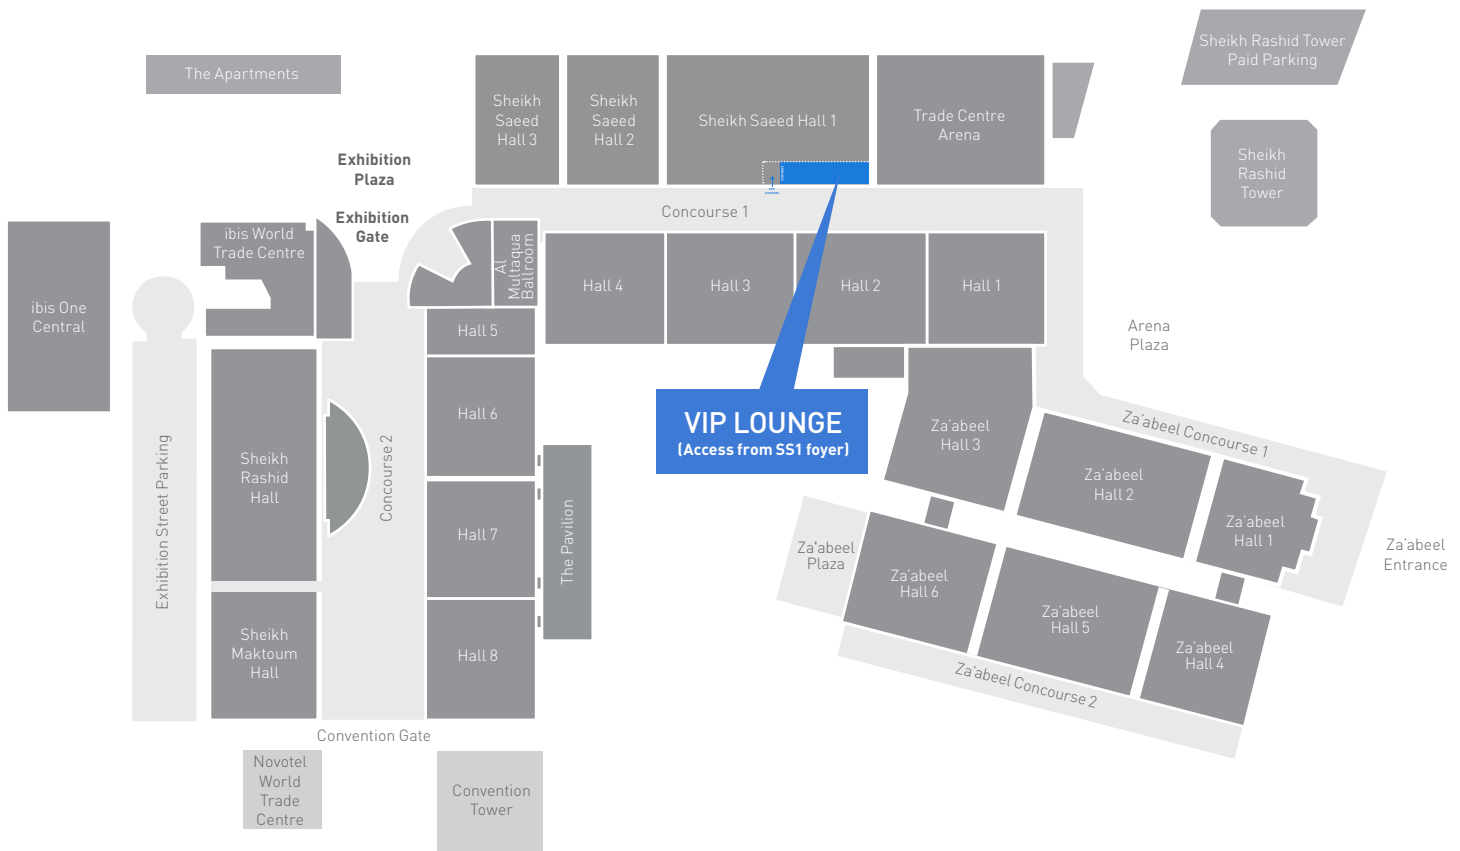 Sheikh Rashid Tower
Paid Parking
The Apartments
Sheikh
Saeed
Hall 3
Sheikh
Saeed
Hall 2
Sheikh Saeed Hall 1
Trade Centre
Arena
Sheikh
Rashid
Tower
Exhibition
Plaza
Exhibition
Gate
Concourse 1
ibis World
Trade Centre
Al
Multaqua
Ballroom
Hall 4
Hall 3
Hall 2
Hall 1
ibis One
Central
Hall 5
Arena
Plaza
VIP LOUNGE
(Access from SS1 foyer)
Hall 6
Za'abeel
Hall 3
Za'abeel Concourse 1
Exhibition Street Parking
Sheikh
Rashid
Hall
Concourse 2
Za'abeel
Hall 2
Za'abeel
Hall 1
Hall 7
The Pavilion
Za'abeel
Plaza
Za'abeel
Entrance
Za'abeel
Hall 6
Za'abeel
Hall 5
Za'abeel
Hall 4
Sheikh
Maktoum
Hall
Hall 8
Za'abeel Concourse 2
Convention Gate
Novotel
World
Trade
Centre
Convention
Tower